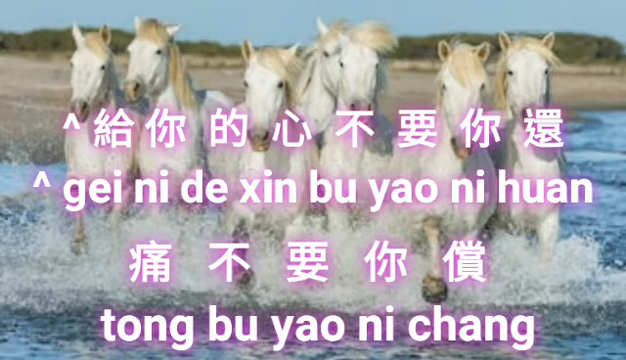 ^ 給 你 的 心 不 要 你 還
^ gei ni de xin bu yao ni huan
痛 不 要 你 償
tong bu yao ni chang